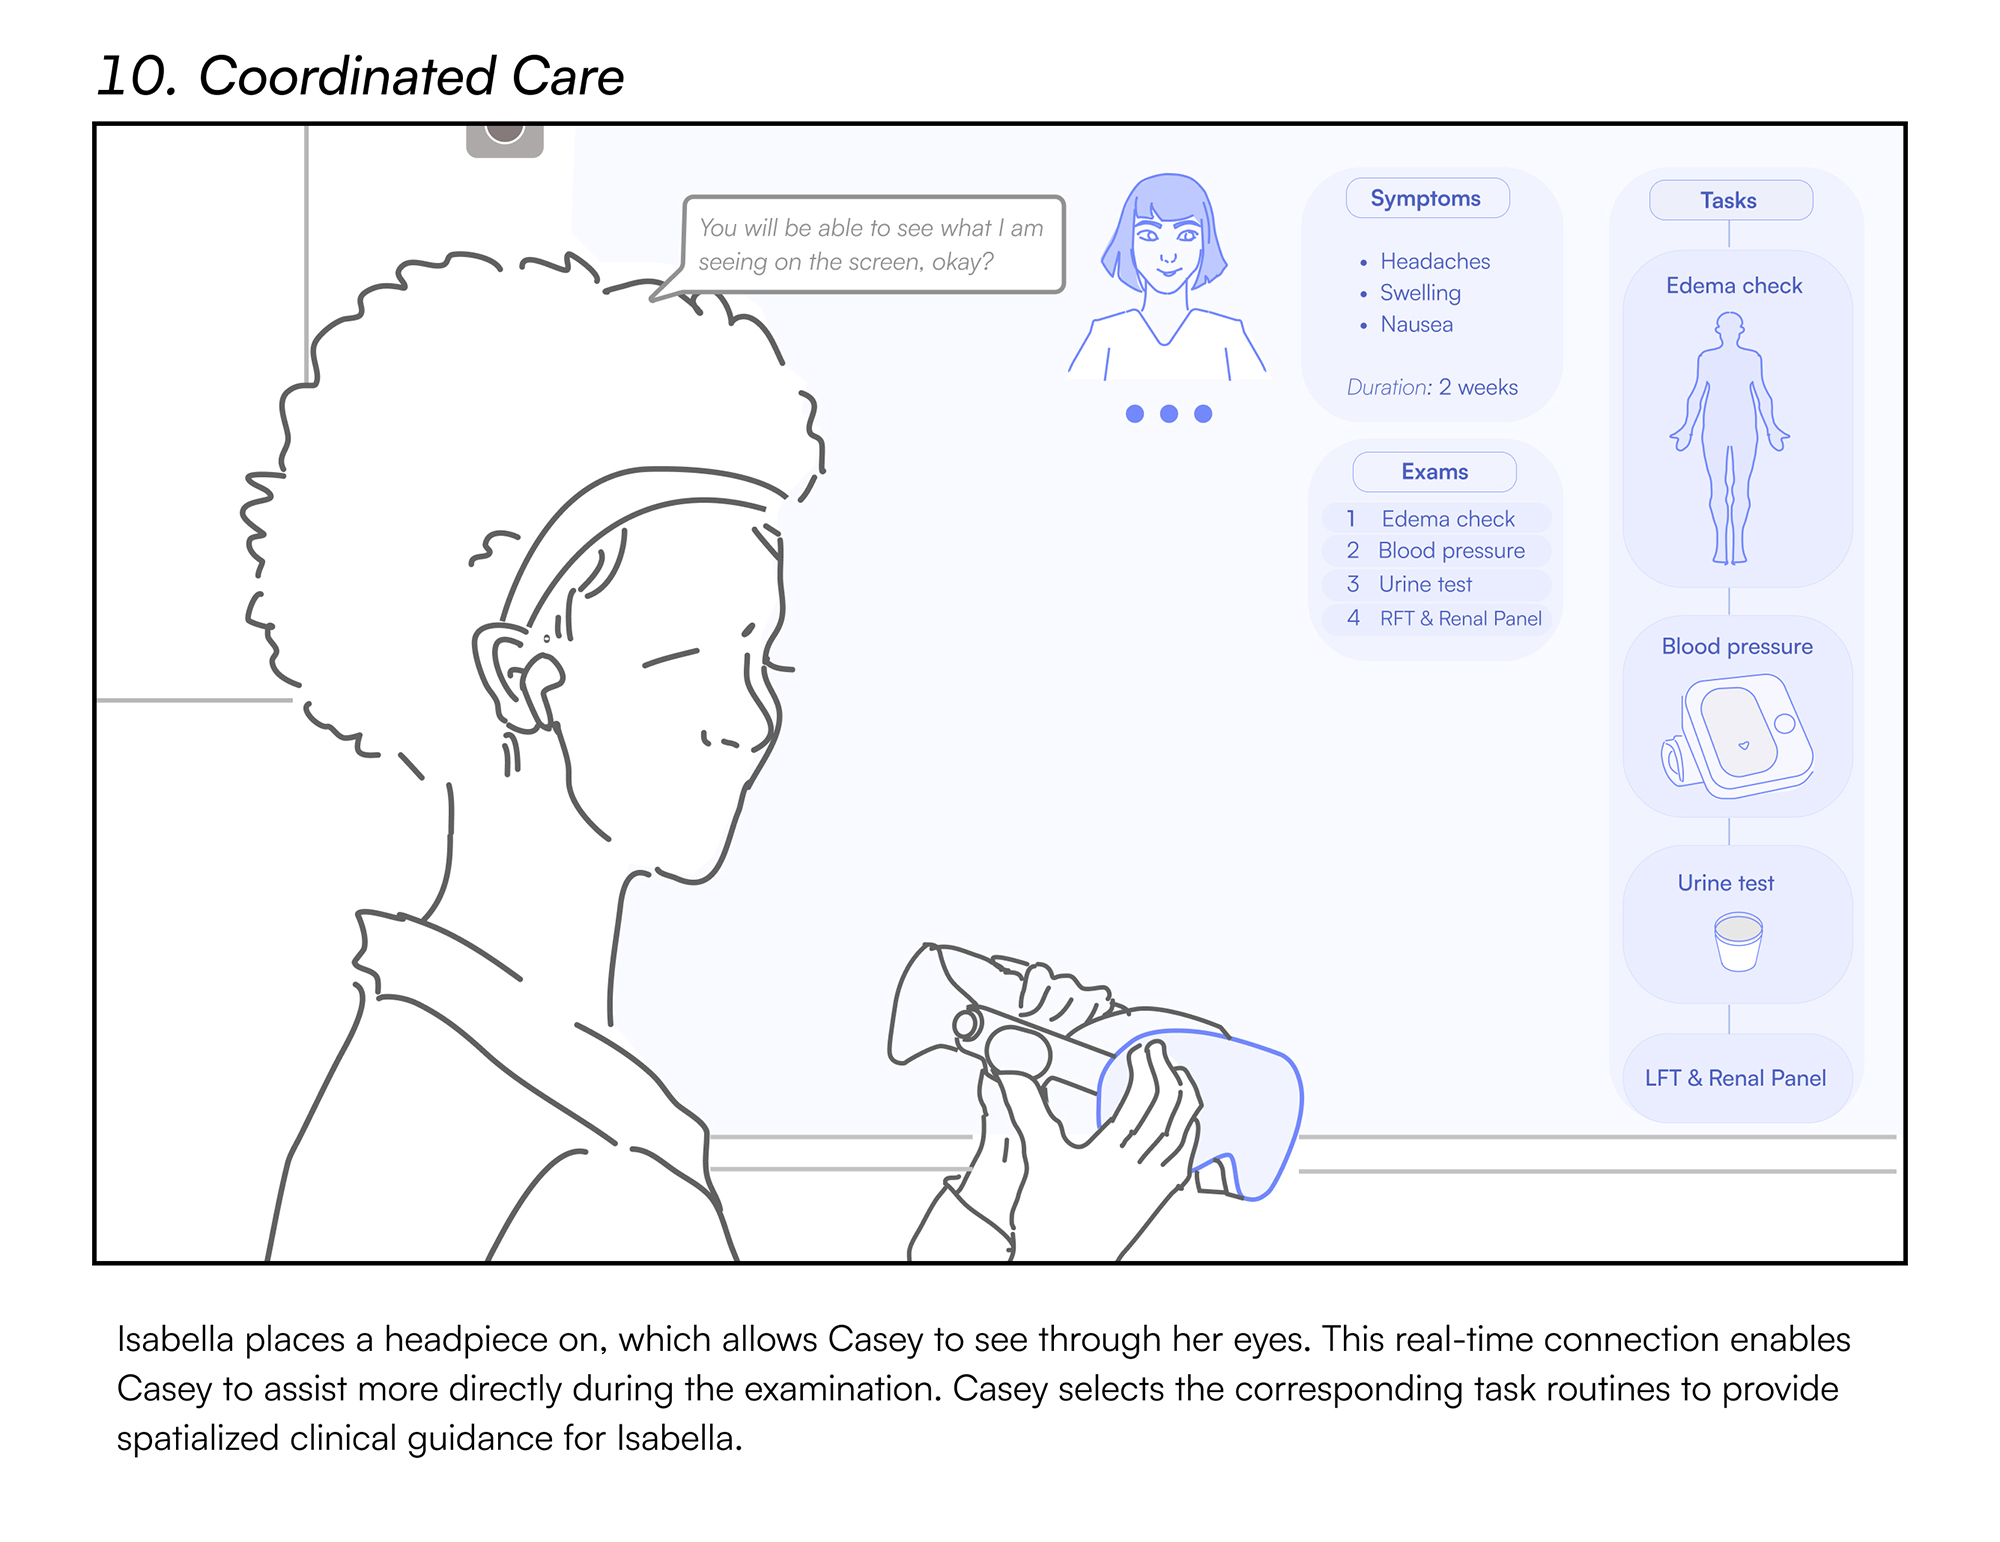 10. Coordinated Care
You will be able to see what I am
seeing on the screen, okay?
Symptoms
• Headaches
• Swelling
• Nausea
Duration: 2 weeks
Exams
1 Edema check
2 Blood pressure
3 Urine test
4 RFT & Renal Panel
Tasks
Edema check
Blood pressure
Urine test
LFT & Renal Panel
Isabella places a headpiece on, which allows Casey to see through her eyes. This real-time connection enables
Casey to assist more directly during the examination. Casey selects the corresponding task routines to provide
spatialized clinical guidance for Isabella.